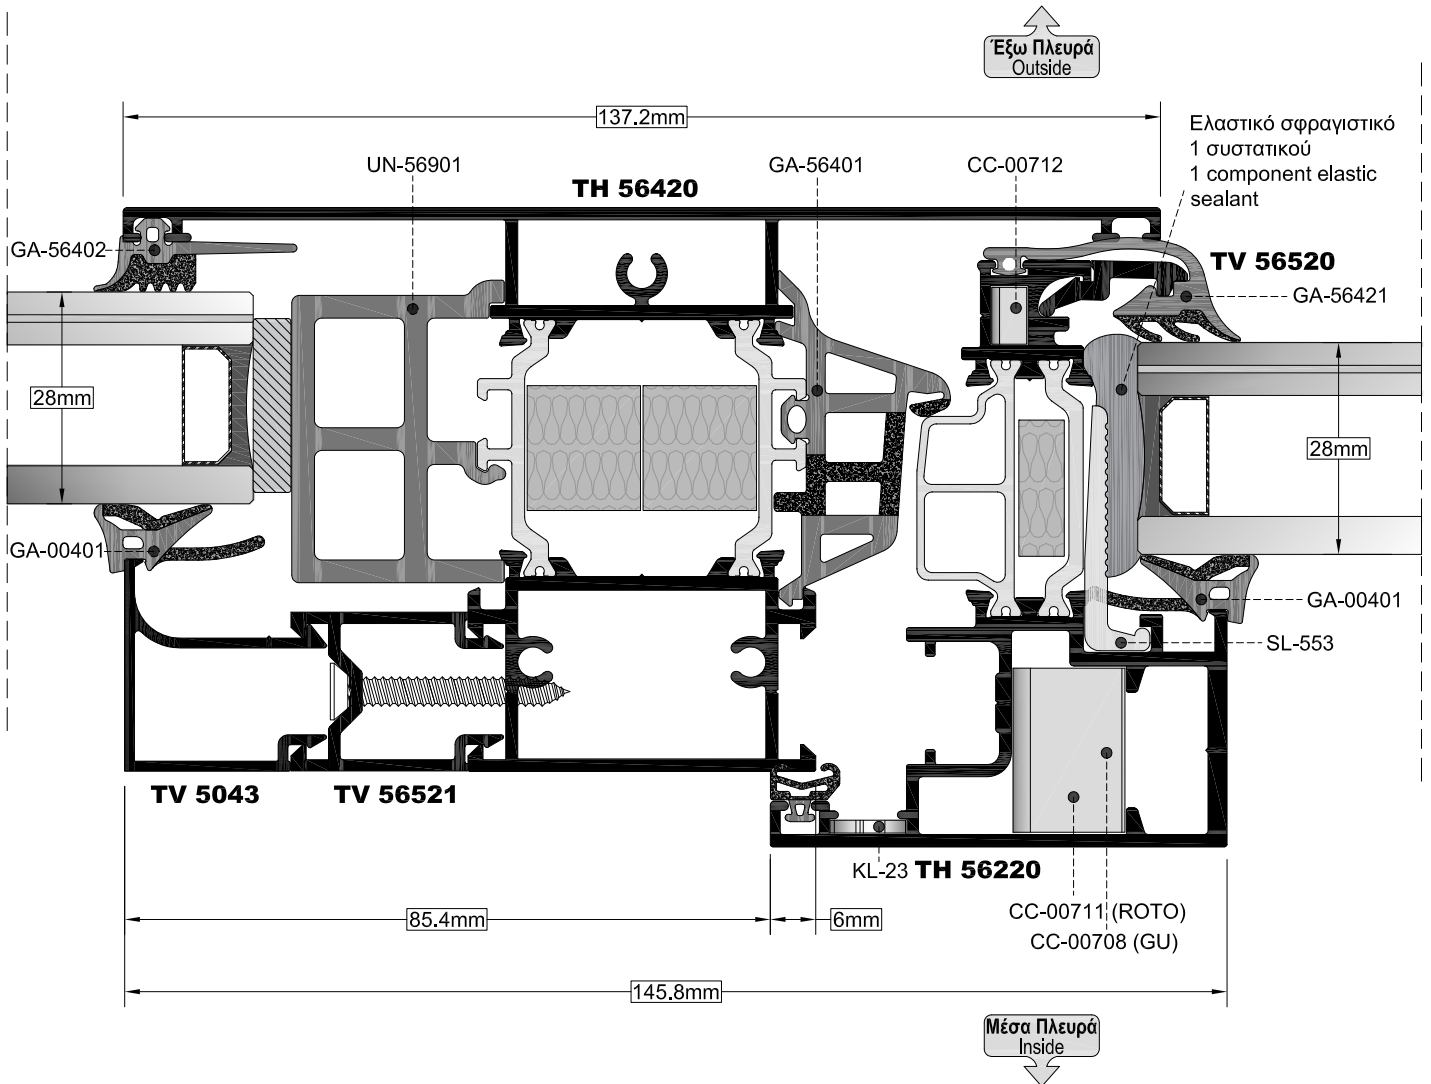 Έξω Πλευρά
Outside
137.2mm
Ελαστικό σφραγιστικό
1 συστατικού
1 component elastic
sealant
UN-56901
TH 56420
GA-56401
CC-00712
GA-56402
TV 56520
GA-56421
28mm
28mm
GA-00401
GA-00401
SL-553
TV 5043
TV 56521
KL-23 TH 56220
CC-00711 (ROTO)
CC-00708 (GU)
85.4mm
6mm
145.8mm
Μέσα Πλευρά
Inside